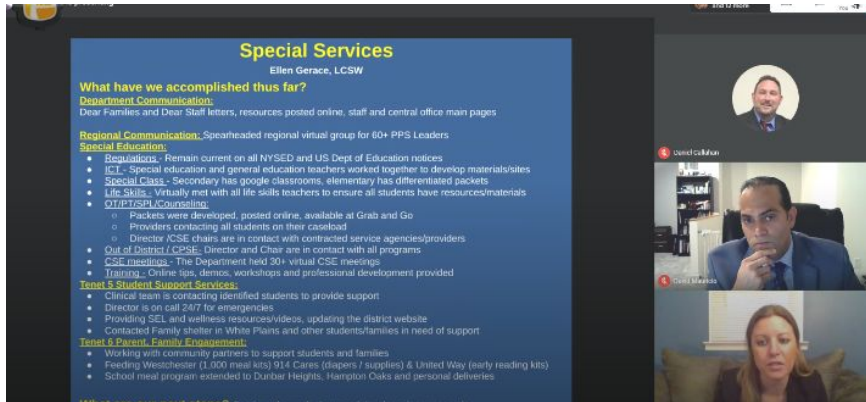 and 12 more
You
Special Services
Ellen Gerace, LCSW
What have we accomplished thus far?
Department Communication:
Dear Families and Dear Staff letters, resources posted online, staff and central office main pages
Regional Communication: Spearheaded regional virtual group for 60+ PPS Leaders
Special Education:
● Regulations - Remain current on all NYSED and US Dept of Education notices
● ICT - Special education and general education teachers worked together to develop materials/sites
● Special Class - Secondary has google classrooms, elementary has differentiated packets
● Life Skills - Virtually met with all life skills teachers to ensure all students have resources/materials
● OT/PT/SPL/Counseling:
○ Packets were developed, posted online, available at Grab and Go
○ Providers contacting all students on their caseload
○ Director /CSE chairs are in contact with contracted service agencies/providers
● Out of District / CPSE- Director and Chair are in contact with all programs
● CSE meetings - The Department held 30+ virtual CSE meetings
● Training - Online tips, demos, workshops and professional development provided
Tenet 5 Student Support Services:
● Clinical team is contacting identified students to provide support
● Director is on call 24/7 for emergencies
● Providing SEL and wellness resources/videos, updating the district website
● Contacted Family shelter in White Plains and other students/families in need of support
Tenet 6 Parent, Family Engagement:
● Working with community partners to support students and families
● Feeding Westchester (1,000 meal kits) 914 Cares (diapers / supplies) & United Way (early reading kits)
● School meal program extended to Dunbar Heights, Hampton Oaks and personal deliveries
Daniel Callahan
David